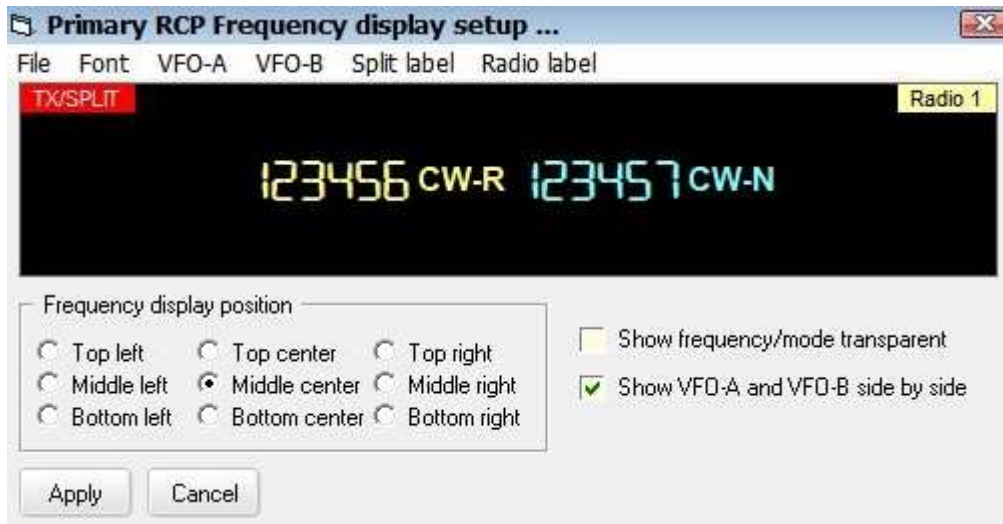 Primary RCP Frequency display setup ...
File Font VFO-A VFO-B Split label Radio label
TX/SPLIT Radio 1
123456 CW-R 123457 CW-N
Frequency display position
Top left Top center Top right
Middle left Middle center Middle right
Bottom left Bottom center Bottom right
Show frequency/mode transparent
Show VFO-A and VFO-B side by side
Apply Cancel